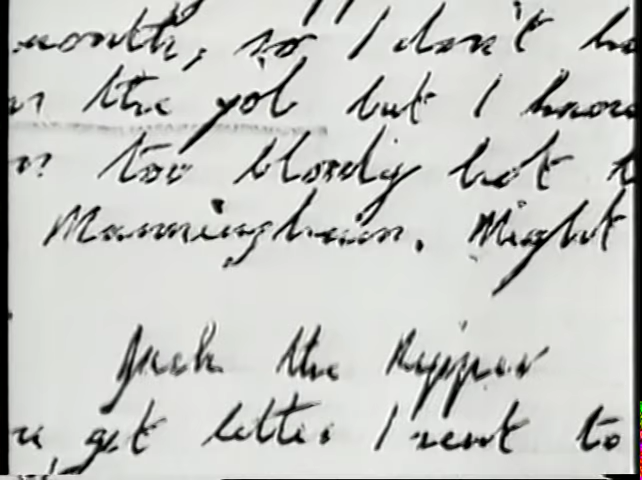 month, so I don't ha
the job but I know
too bloody hot t
Manningham. Might
Jack the Ripper
get letter I sent to